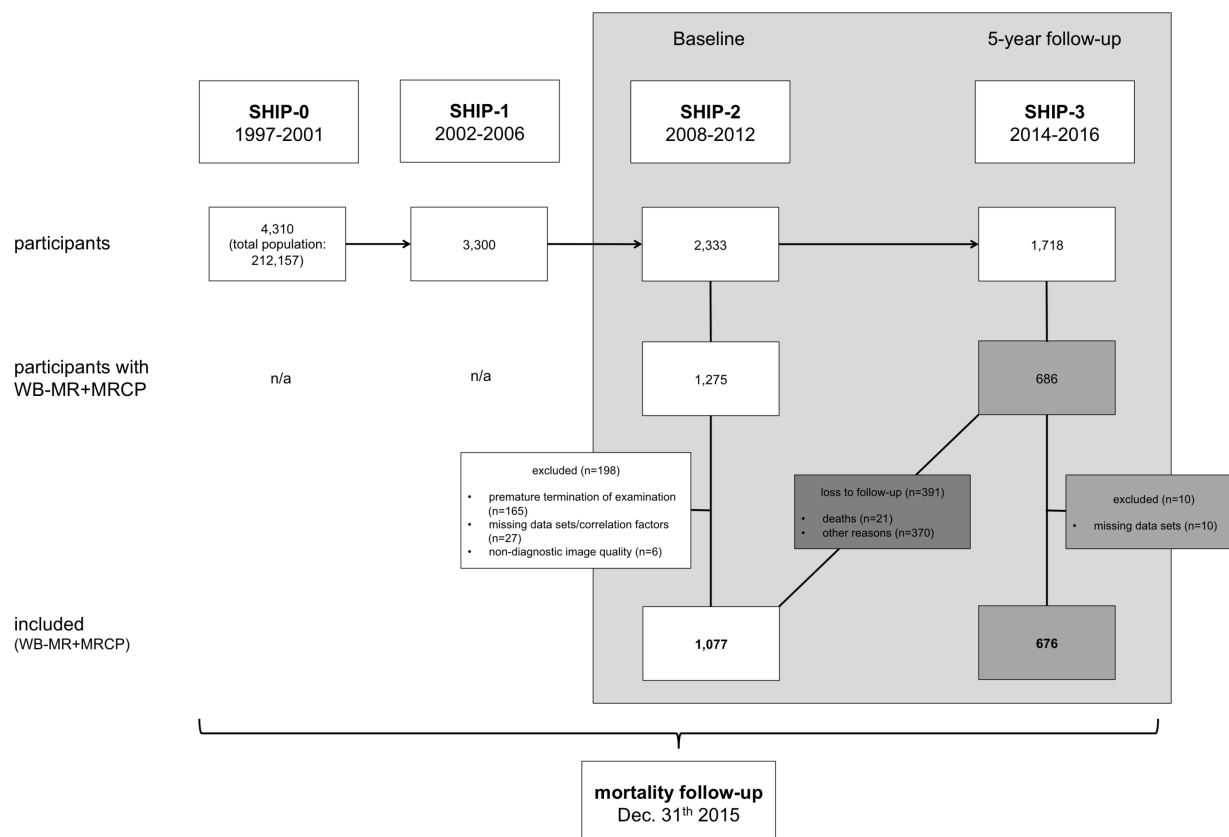 Baseline
5-year follow-up
SHIP-0
1997-2001
SHIP-1
2002-2006
SHIP-2
2008-2012
SHIP-3
2014-2016
participants
4,310
(total population:
212,157)
3,300
2,333
1,718
participants with
WB-MR+MRCP
n/a
n/a
1,275
686
excluded (n=198)
• premature termination of examination
(n=165)
• missing data sets/correlation factors
(n=27)
• non-diagnostic image quality (n=6)
loss to follow-up (n=391)
• deaths (n=21)
• other reasons (n=370)
excluded (n=10)
• missing data sets (n=10)
included
(WB-MR+MRCP)
1,077
676
mortality follow-up
Dec. 31th 2015